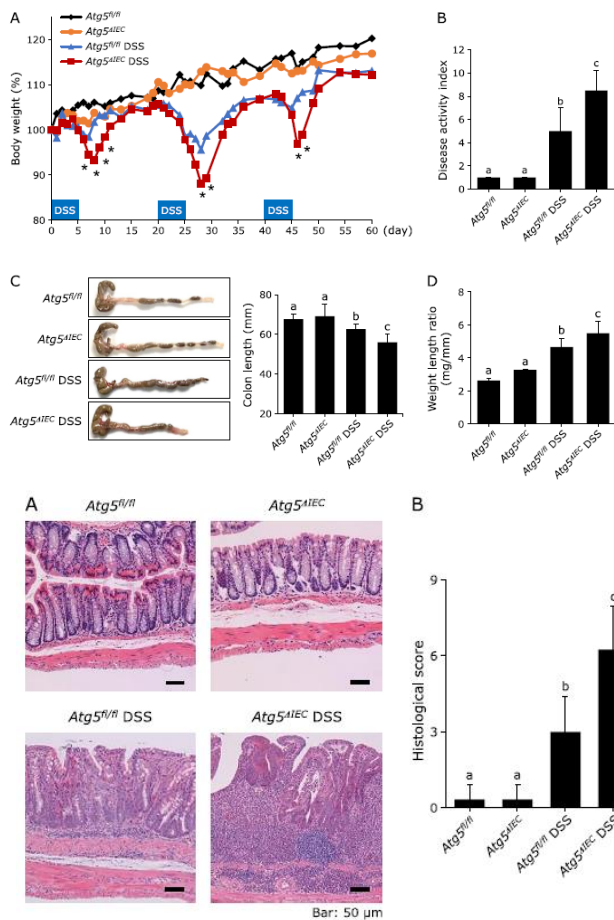 A
Atg5fl/fl
Atg5ΔIEC
Atg5fl/fl DSS
Atg5ΔIEC DSS
Body weight (%)
120
110
100
90
80
* * * * * * * *
DSS DSS DSS
0 5 10 15 20 25 30 35 40 45 50 55 60 (day)
B
Disease activity index
12
10
8
6
4
2
0
a a b c
Atg5fl/fl
Atg5ΔIEC
Atg5fl/fl DSS
Atg5ΔIEC DSS
C
Atg5fl/fl
Atg5ΔIEC
Atg5fl/fl DSS
Atg5ΔIEC DSS
Colon length (mm)
80
60
40
20
a a b c
Atg5fl/fl
Atg5ΔIEC
Atg5fl/fl DSS
Atg5ΔIEC DSS
D
Weight length ratio
(mg/mm)
8
6
4
2
0
a a b c
Atg5fl/fl
Atg5ΔIEC
Atg5fl/fl DSS
Atg5ΔIEC DSS
A
Atg5fl/fl
Atg5ΔIEC
Atg5fl/fl DSS
Atg5ΔIEC DSS
Bar: 50 μm
B
Histological score
9
6
3
0
a a b
Atg5fl/fl
Atg5ΔIEC
Atg5fl/fl DSS
Atg5ΔIEC DSS